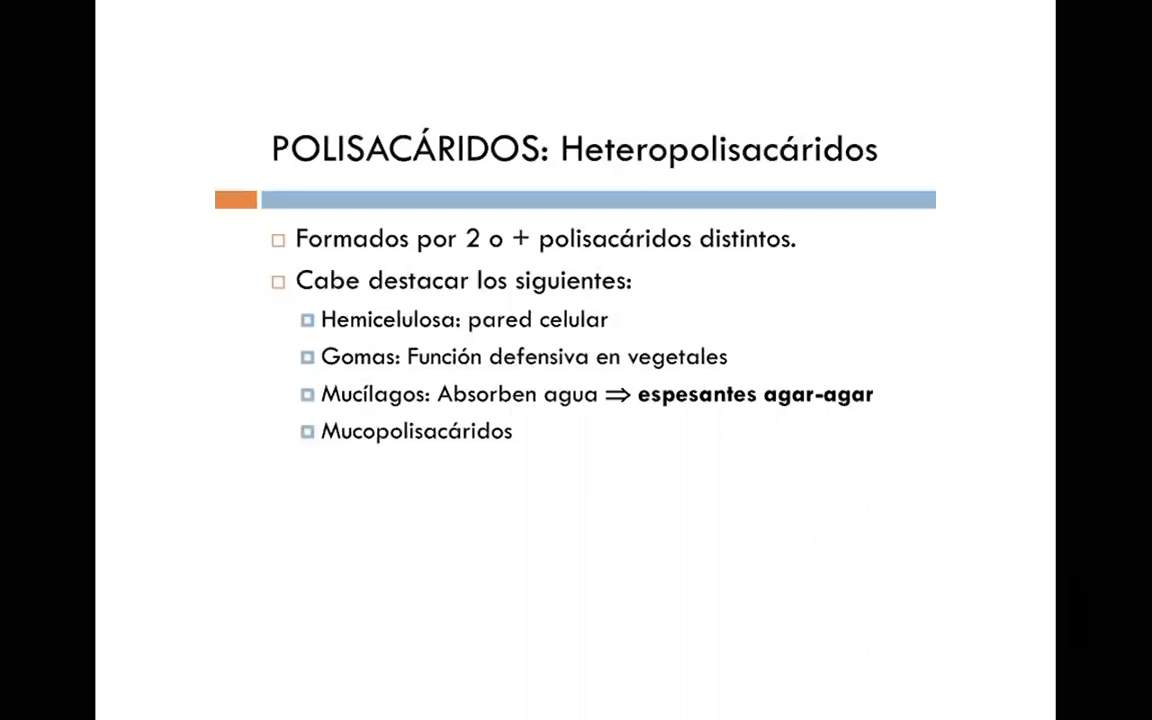 POLISACÁRIDOS: Heteropolisacáridos
Formados por 2 o + polisacáridos distintos.
Cabe destacar los siguientes:
Hemicelulosa: pared celular
Gomas: Función defensiva en vegetales
Mucílagos: Absorben agua ⇒ espesantes agar-agar
Mucopolisacáridos